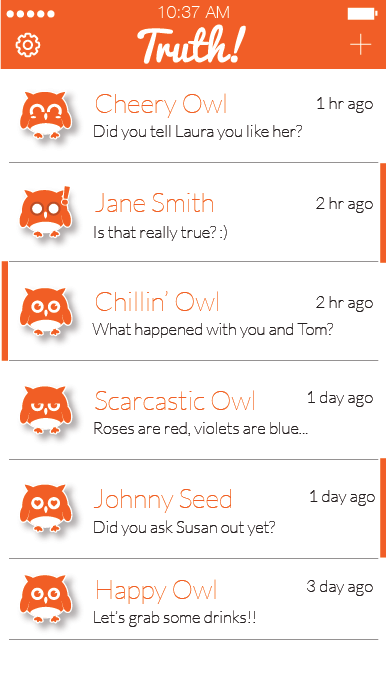 10:37 AM
Truth!
Cheery Owl 1 hr ago
Did you tell Laura you like her?
Jane Smith 2 hr ago
Is that really true? :)
Chillin' Owl 2 hr ago
What happened with you and Tom?
Scarcastic Owl 1 day ago
Roses are red, violets are blue...
Johnny Seed 1 day ago
Did you ask Susan out yet?
Happy Owl 3 day ago
Let's grab some drinks!!